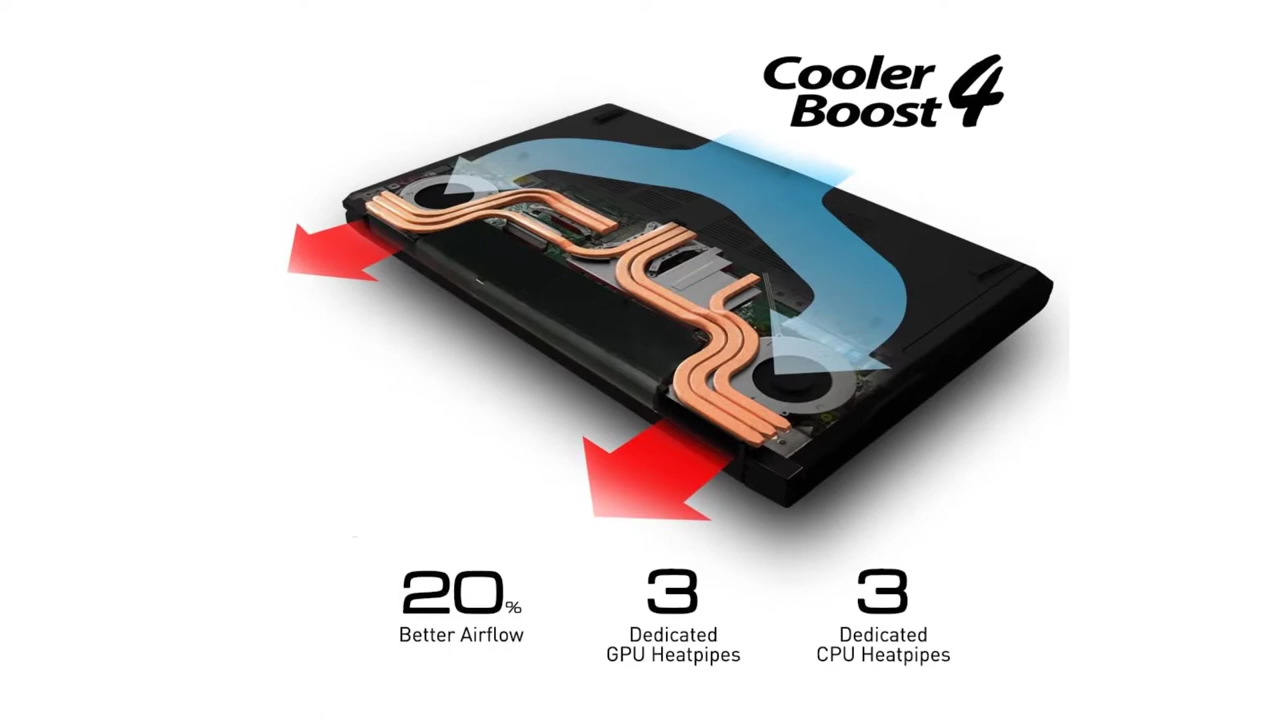 Cooler
Boost 4
20%
Better Airflow
3
Dedicated
GPU Heatpipes
3
Dedicated
CPU Heatpipes